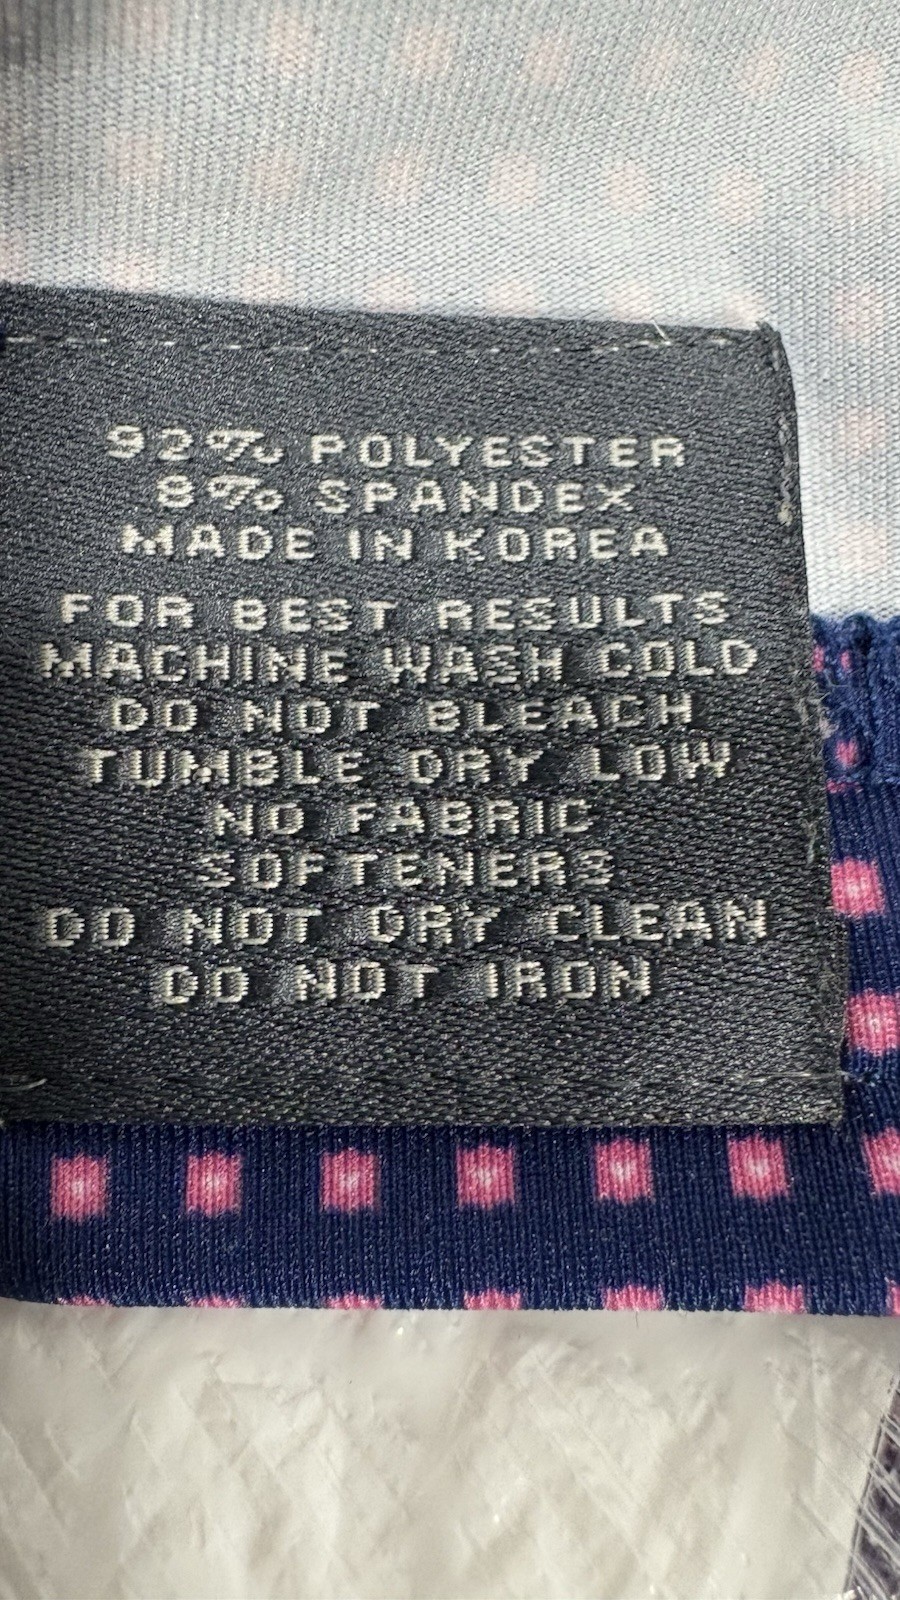 92% POLYESTER
8% SPANDEX
MADE IN KOREA
FOR BEST RESULTS
MACHINE WASH COLD
DO NOT BLEACH
TUMBLE DRY LOW
NO FABRIC
SOFTENERS
DO NOT DRY CLEAN
DO NOT IRON